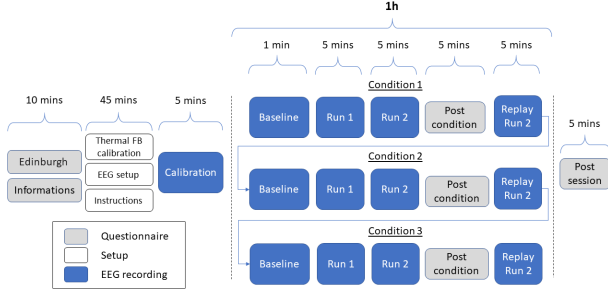 1h
1 min
5 mins
5 mins
5 mins
5 mins
Condition 1
10 mins
45 mins
5 mins
Baseline
Run 1
Run 2
Post
condition
Replay
Run 2
5 mins
Thermal FB
calibration
Edinburgh
EEG setup
Calibration
Informations
Instructions
Condition 2
Baseline
Run 1
Run 2
Post
condition
Replay
Run 2
Post
session
Questionnaire
Setup
EEG recording
Condition 3
Baseline
Run 1
Run 2
Post
condition
Replay
Run 2